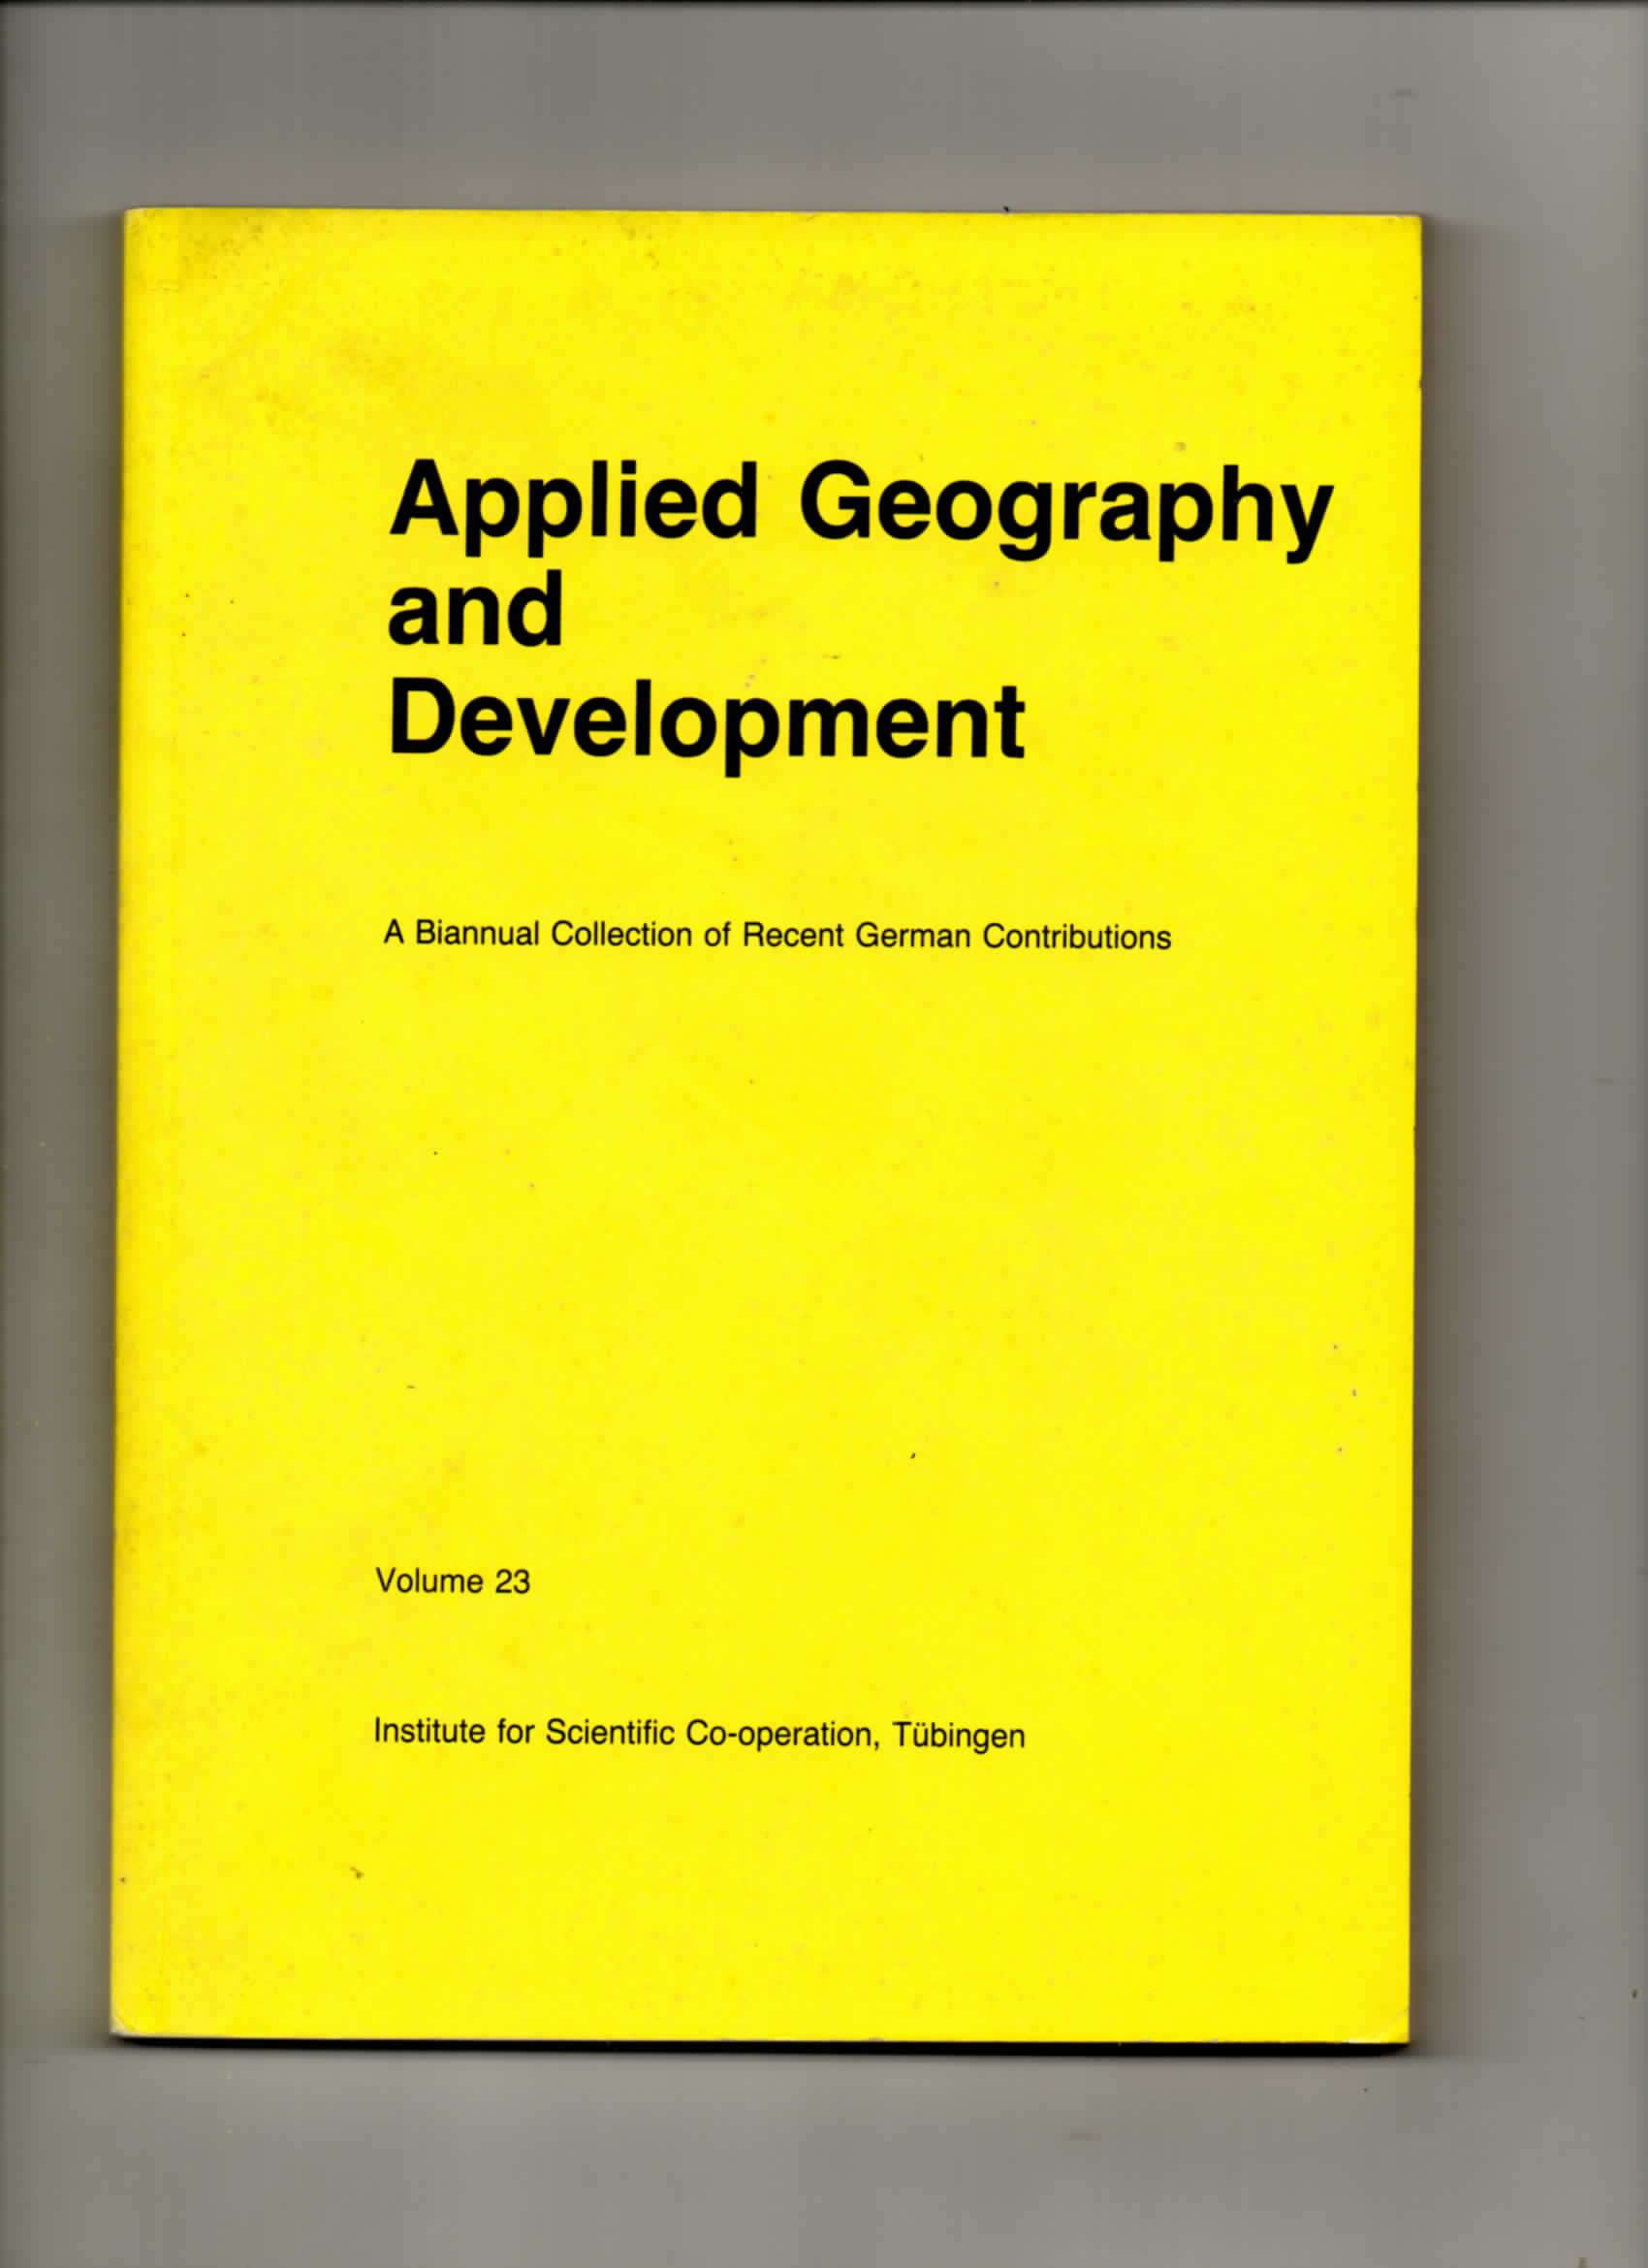 Applied Geography
and
Development
A Biannual Collection of Recent German Contributions
Volume 23
Institute for Scientific Co-operation, Tübingen